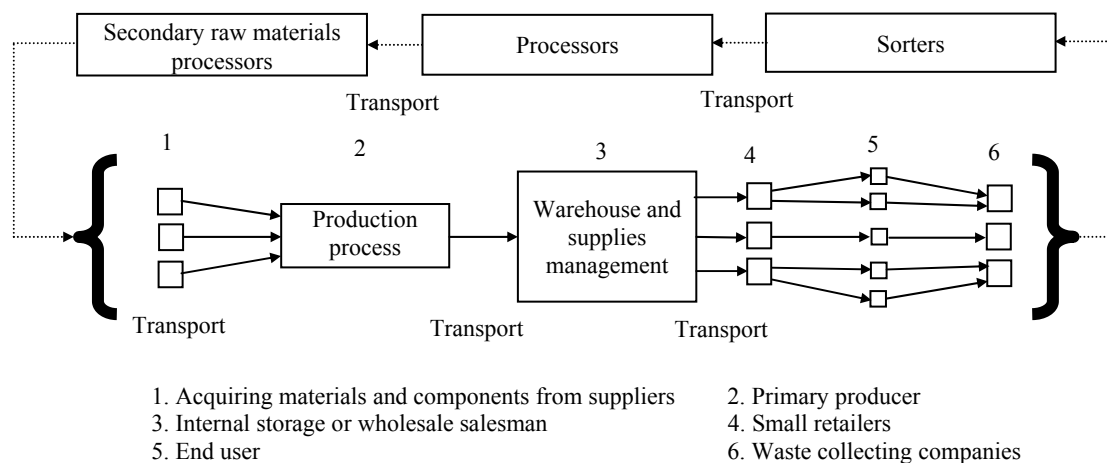 Secondary raw materials
processors
Processors
Sorters
Transport
Transport
1
2
3
4
5
6
Production
process
Warehouse and
supplies
management
Transport
Transport
Transport
1. Acquiring materials and components from suppliers
2. Primary producer
3. Internal storage or wholesale salesman
4. Small retailers
5. End user
6. Waste collecting companies